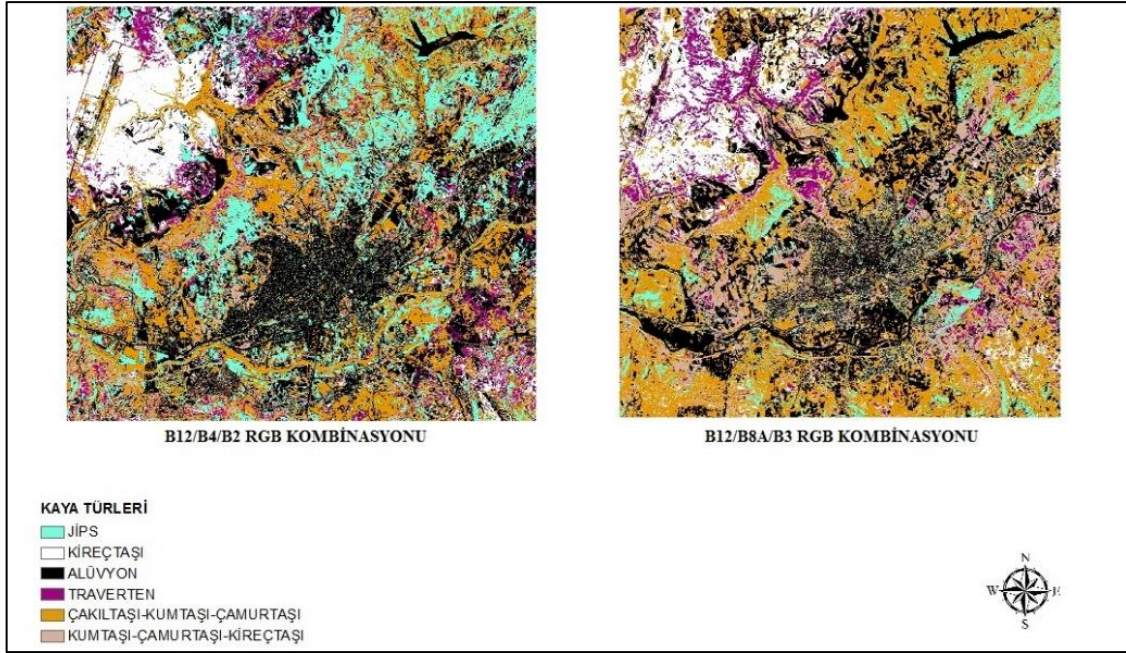 B12/B4/B2 RGB KOMBİNASYONU
B12/B8A/B3 RGB KOMBİNASYONU
KAYA TÜRLERİ
JİPS
KİREÇTAŞI
ALÜVYON
TRAVERTEN
ÇAKILTAŞI-KUMTAŞI-ÇAMURTAŞI
KUMTAŞI-ÇAMURTAŞI-KİREÇTAŞI
N
W E
S